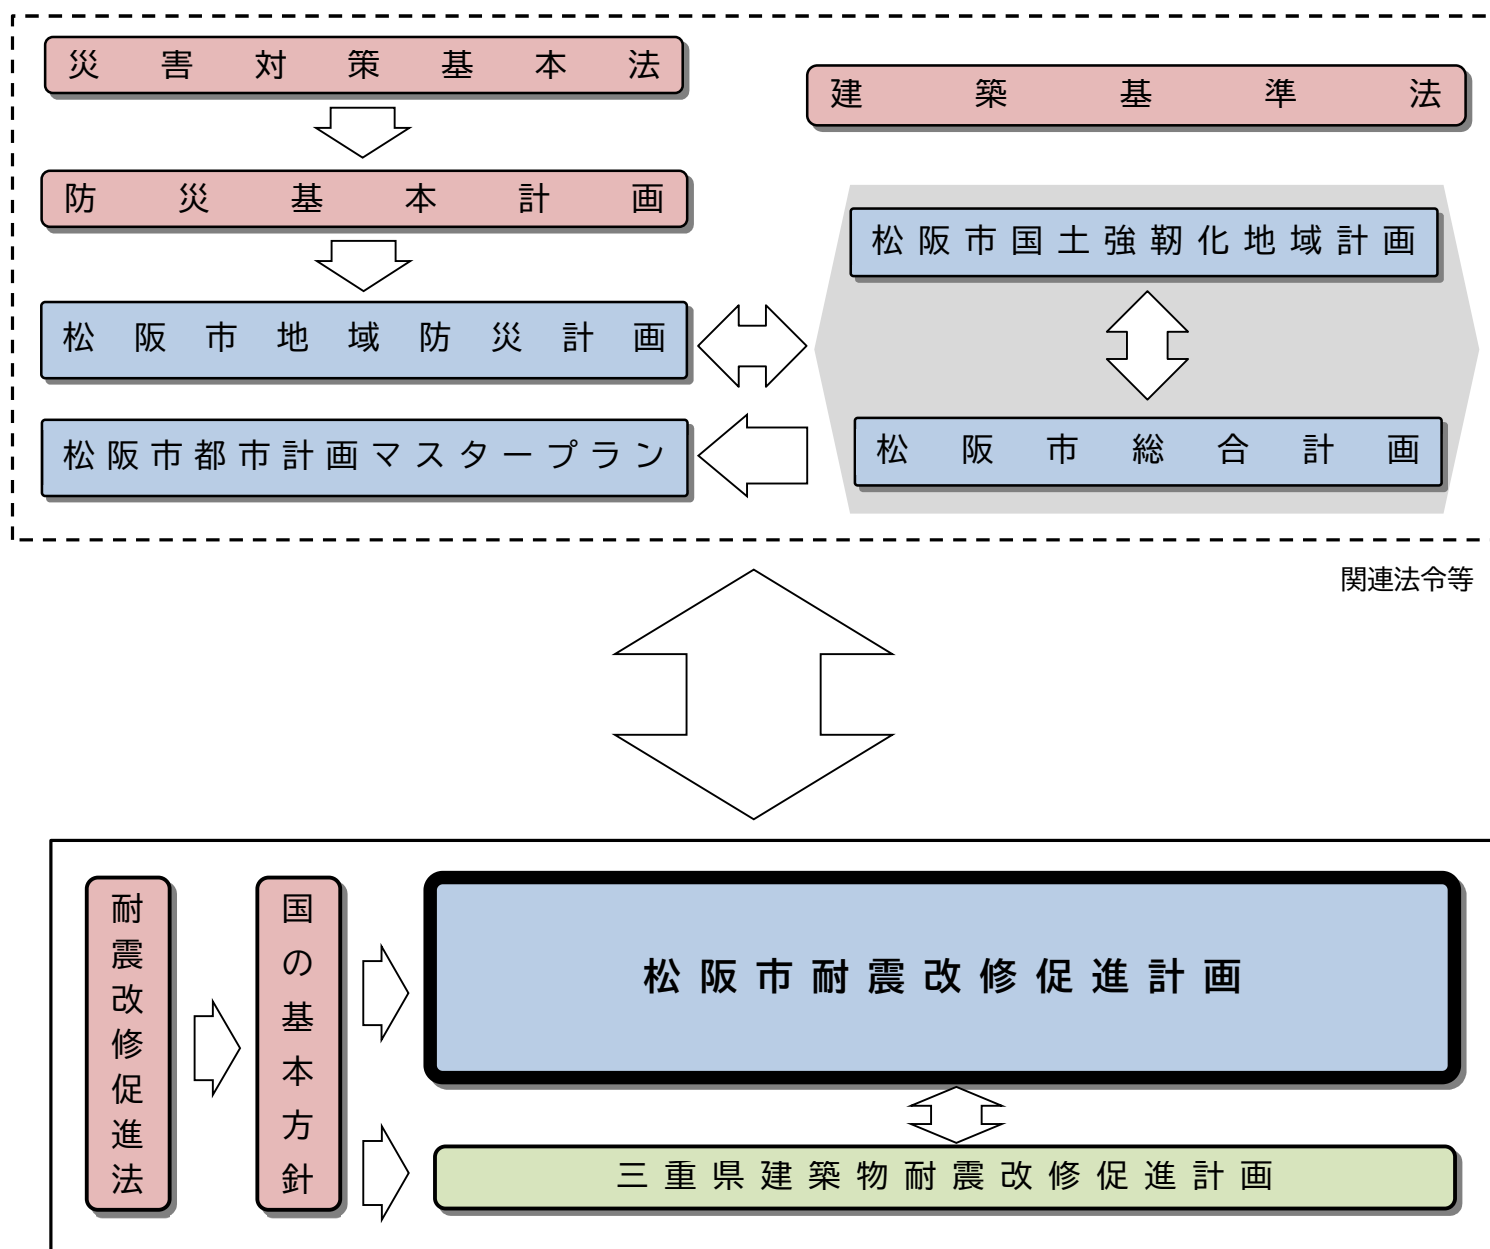 災害対策基本法
建築基準法
防災基本計画
松阪市国土強靭化地域計画
松阪市地域防災計画
松阪市都市計画マスタープラン
松阪市総合計画
関連法令等
耐震改修促進法
国の基本方針
松阪市耐震改修促進計画
三重県建築物耐震改修促進計画